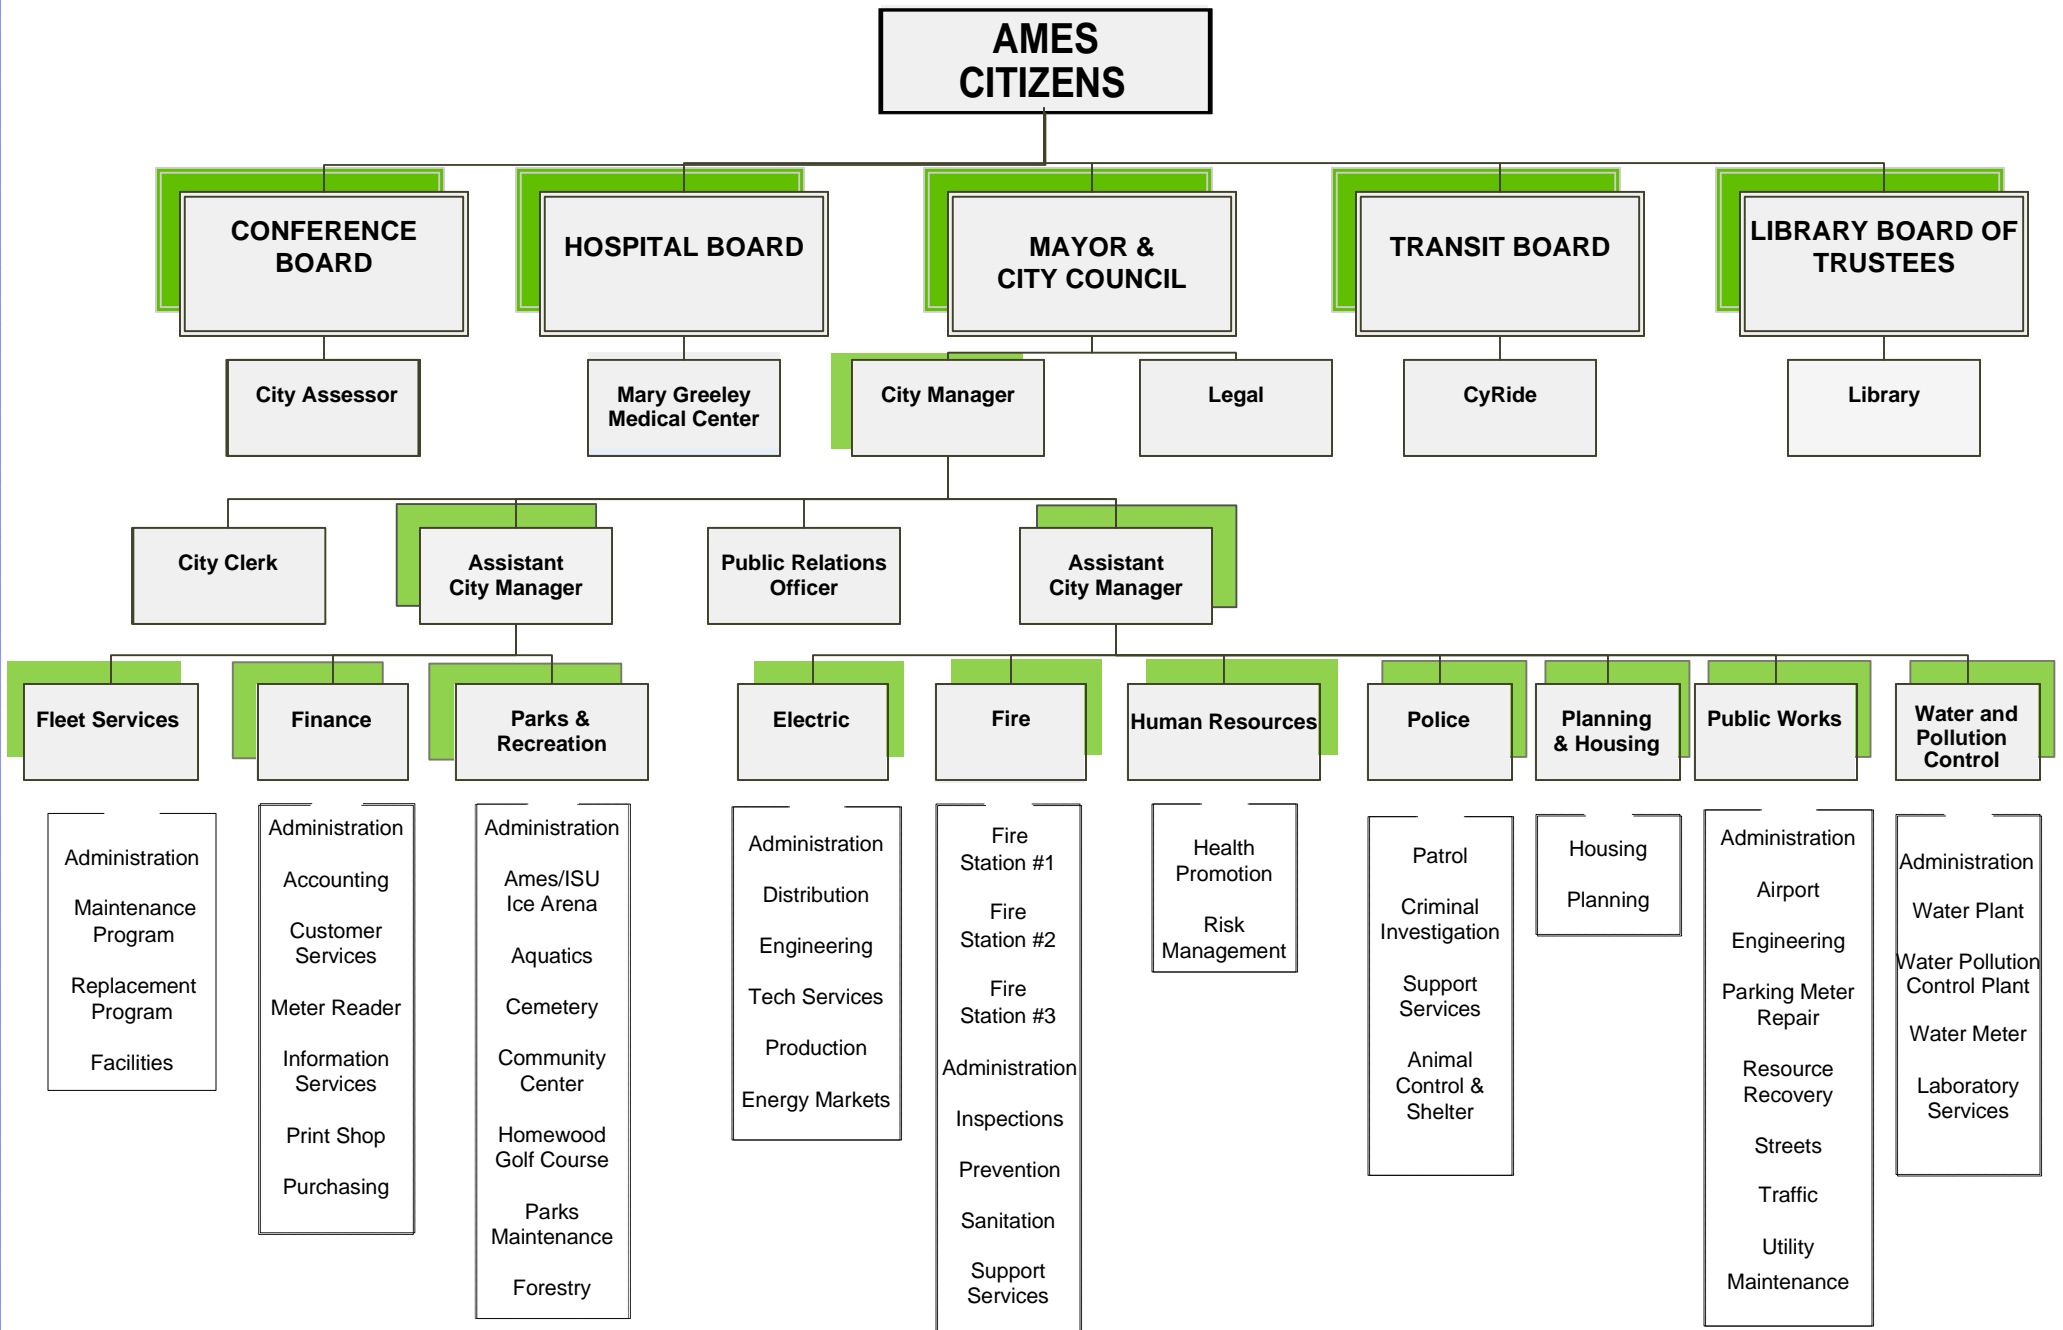 AMES
CITIZENS
CONFERENCE
BOARD
HOSPITAL BOARD
MAYOR &
CITY COUNCIL
TRANSIT BOARD
LIBRARY BOARD OF
TRUSTEES
City Assessor
Mary Greeley
Medical Center
City Manager
Legal
CyRide
Library
City Clerk
Assistant
City Manager
Public Relations
Officer
Assistant
City Manager
Fleet Services
Finance
Parks &
Recreation
Electric
Fire
Human Resources
Police
Planning
& Housing
Public Works
Water and
Pollution
Control
Administration
Maintenance
Program
Replacement
Program
Facilities
Administration
Accounting
Customer
Services
Meter Reader
Information
Services
Print Shop
Purchasing
Administration
Ames/ISU
Ice Arena
Aquatics
Cemetery
Community
Center
Homewood
Golf Course
Parks
Maintenance
Forestry
Administration
Distribution
Engineering
Tech Services
Production
Energy Markets
Fire
Station #1
Fire
Station #2
Fire
Station #3
Administration
Inspections
Prevention
Sanitation
Support
Services
Health
Promotion
Risk
Management
Patrol
Criminal
Investigation
Support
Services
Animal
Control &
Shelter
Housing
Planning
Administration
Airport
Engineering
Parking Meter
Repair
Resource
Recovery
Streets
Traffic
Utility
Maintenance
Administration
Water Plant
Water Pollution
Control Plant
Water Meter
Laboratory
Services